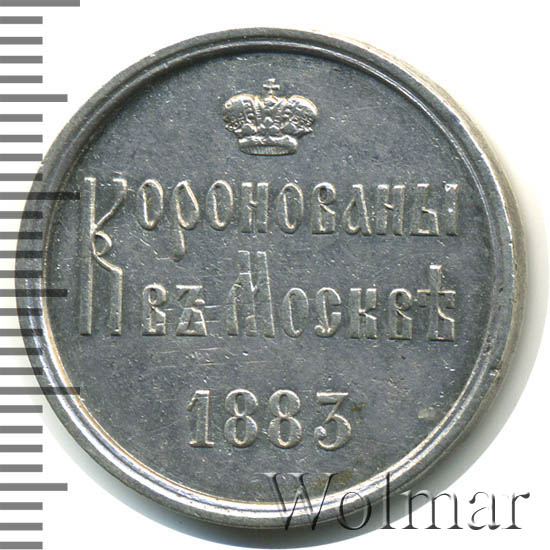 Коронованы
въ Москвѣ
1883
Wolmar